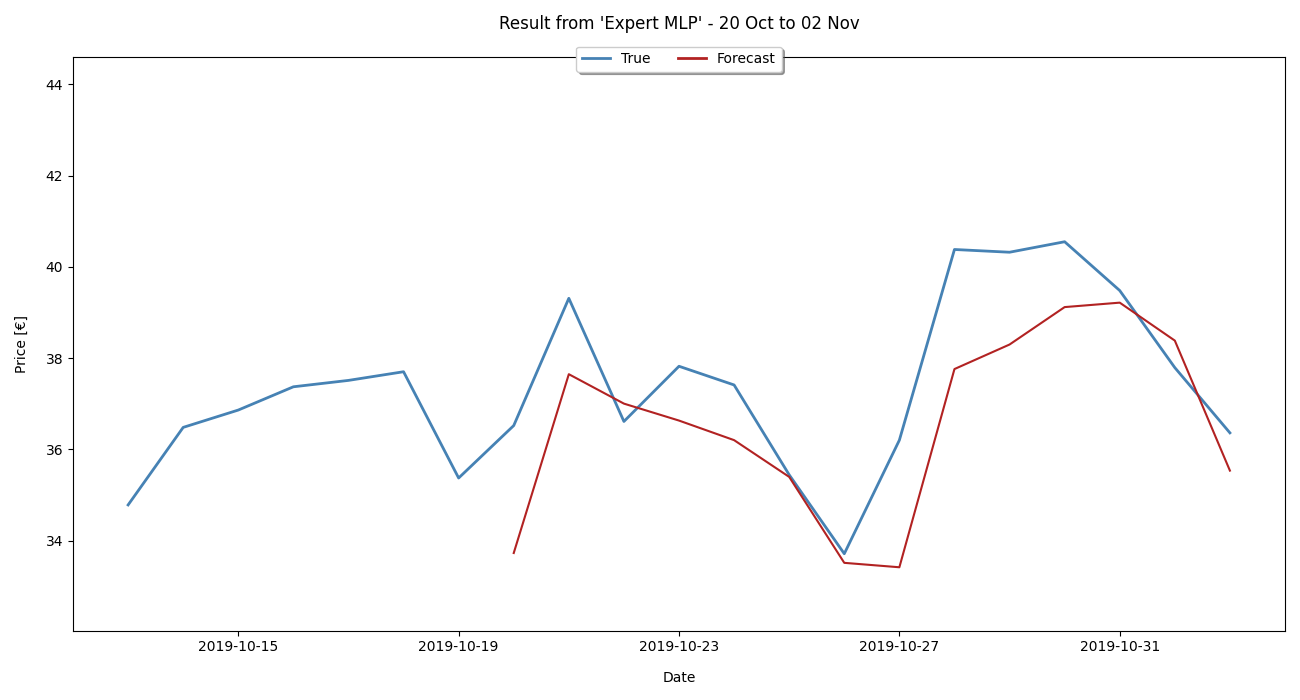 Result from 'Expert MLP' - 20 Oct to 02 Nov
True Forecast
44
42
40
38
36
34
Price [€]
2019-10-15 2019-10-19 2019-10-23 2019-10-27 2019-10-31
Date